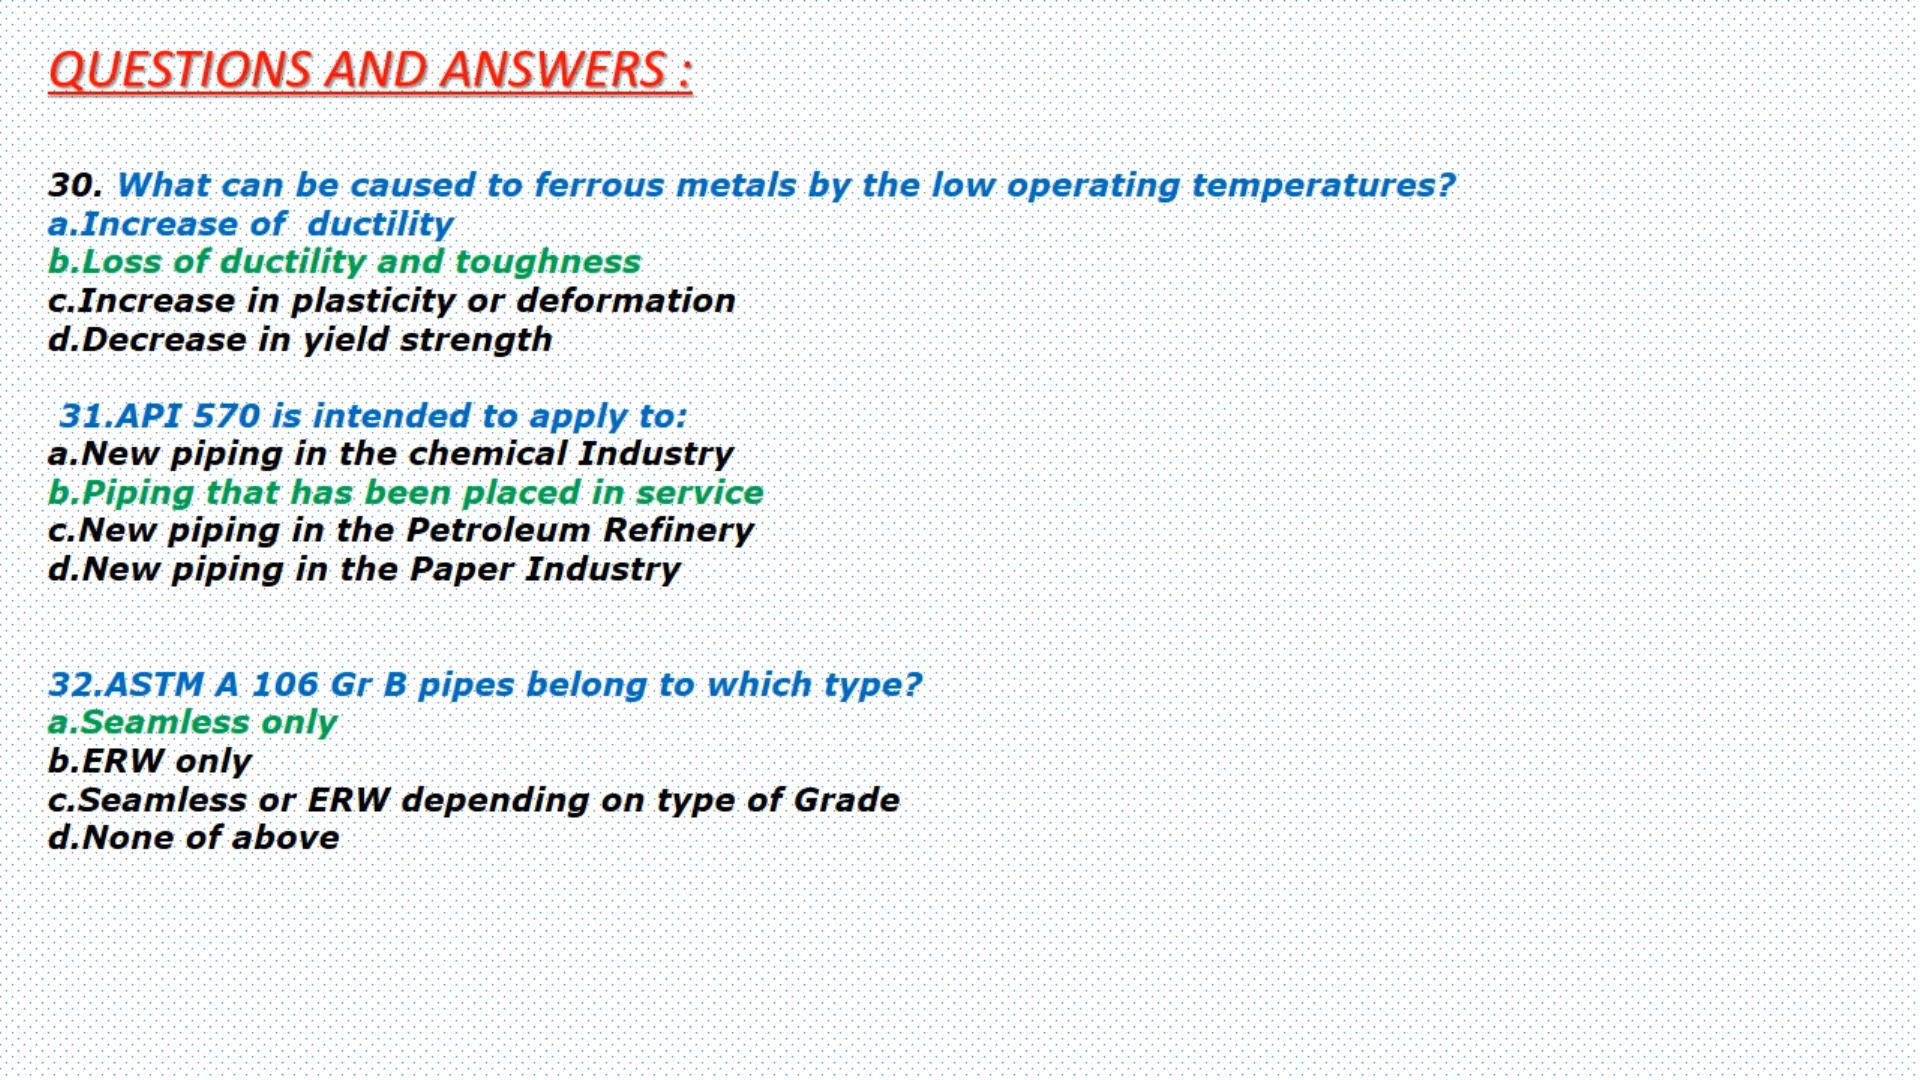 QUESTIONS AND ANSWERS :
30. What can be caused to ferrous metals by the low operating temperatures?
a.Increase of  ductility
b.Loss of ductility and toughness
c.Increase in plasticity or deformation
d.Decrease in yield strength
31.API 570 is intended to apply to:
a.New piping in the chemical Industry
b.Piping that has been placed in service
c.New piping in the Petroleum Refinery
d.New piping in the Paper Industry
32.ASTM A 106 Gr B pipes belong to which type?
a.Seamless only
b.ERW only
c.Seamless or ERW depending on type of Grade
d.None of above